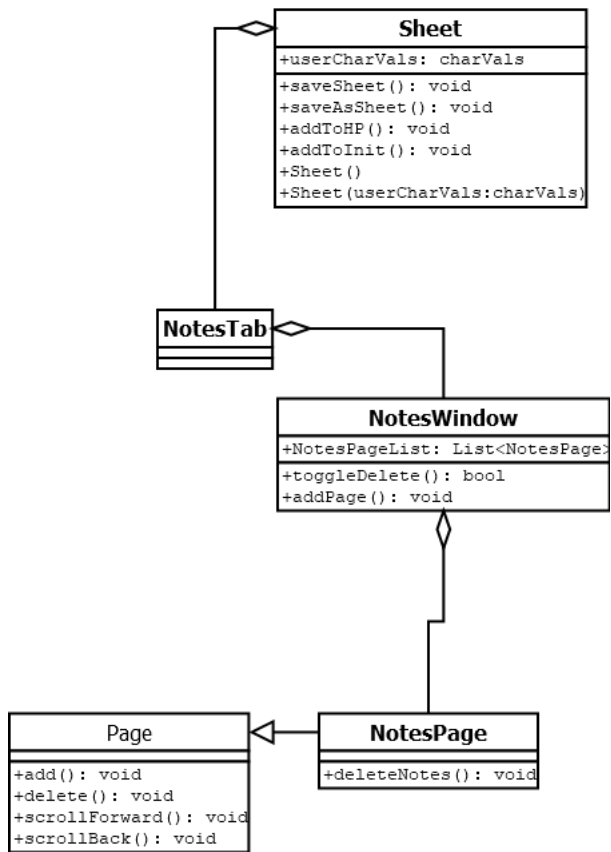 Sheet
+userCharVals: charVals
+saveSheet(): void
+saveAsSheet(): void
+addToHP(): void
+addToInit(): void
+Sheet()
+Sheet(userCharVals:charVals)
NotesTab
NotesWindow
+NotesPageList: List<NotesPage>
+toggleDelete(): bool
+addPage(): void
Page
+add(): void
+delete(): void
+scrollForward(): void
+scrollBack(): void
NotesPage
+deleteNotes(): void